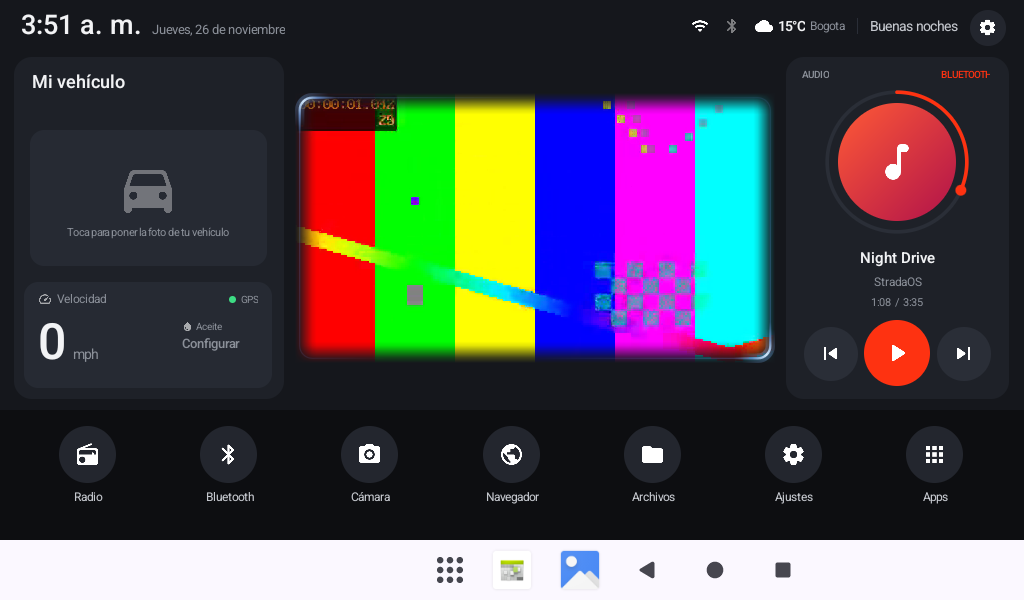 3:51 a. m.
Jueves, 26 de noviembre
15°C Bogota
Buenas noches
Mi vehículo
Toca para poner la foto de tu vehículo
Velocidad
GPS
0 mph
Aceite
Configurar
29
AUDIO
BLUETOOTH
Night Drive
StradaOS
1:08 / 3:35
Radio
Bluetooth
Cámara
Navegador
Archivos
Ajustes
Apps